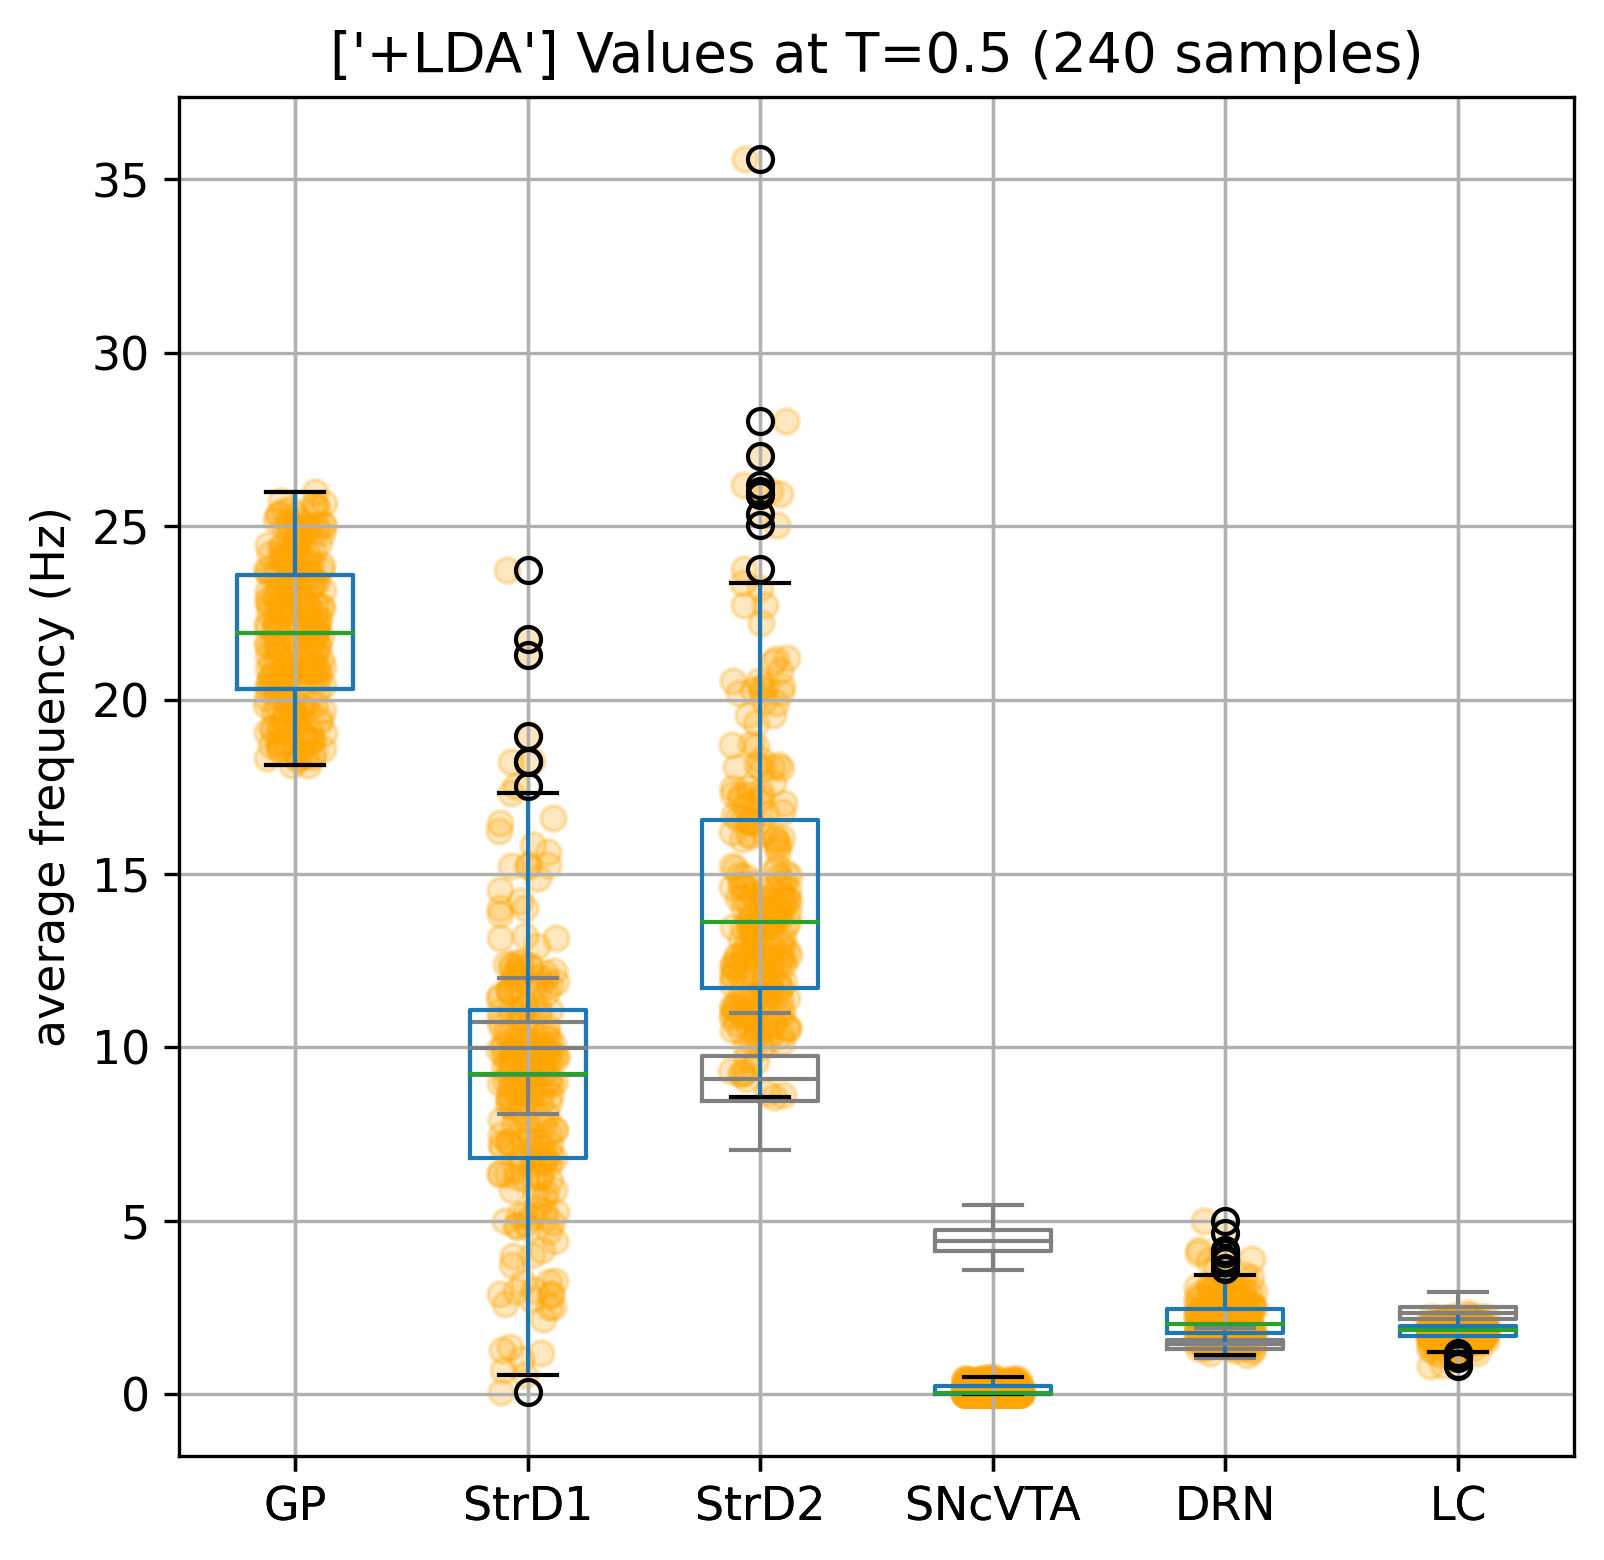 ['+LDA'] Values at T=0.5 (240 samples)
average frequency (Hz)
35
30
25
20
15
10
5
0
GP StrD1 StrD2 SNcVTA DRN LC